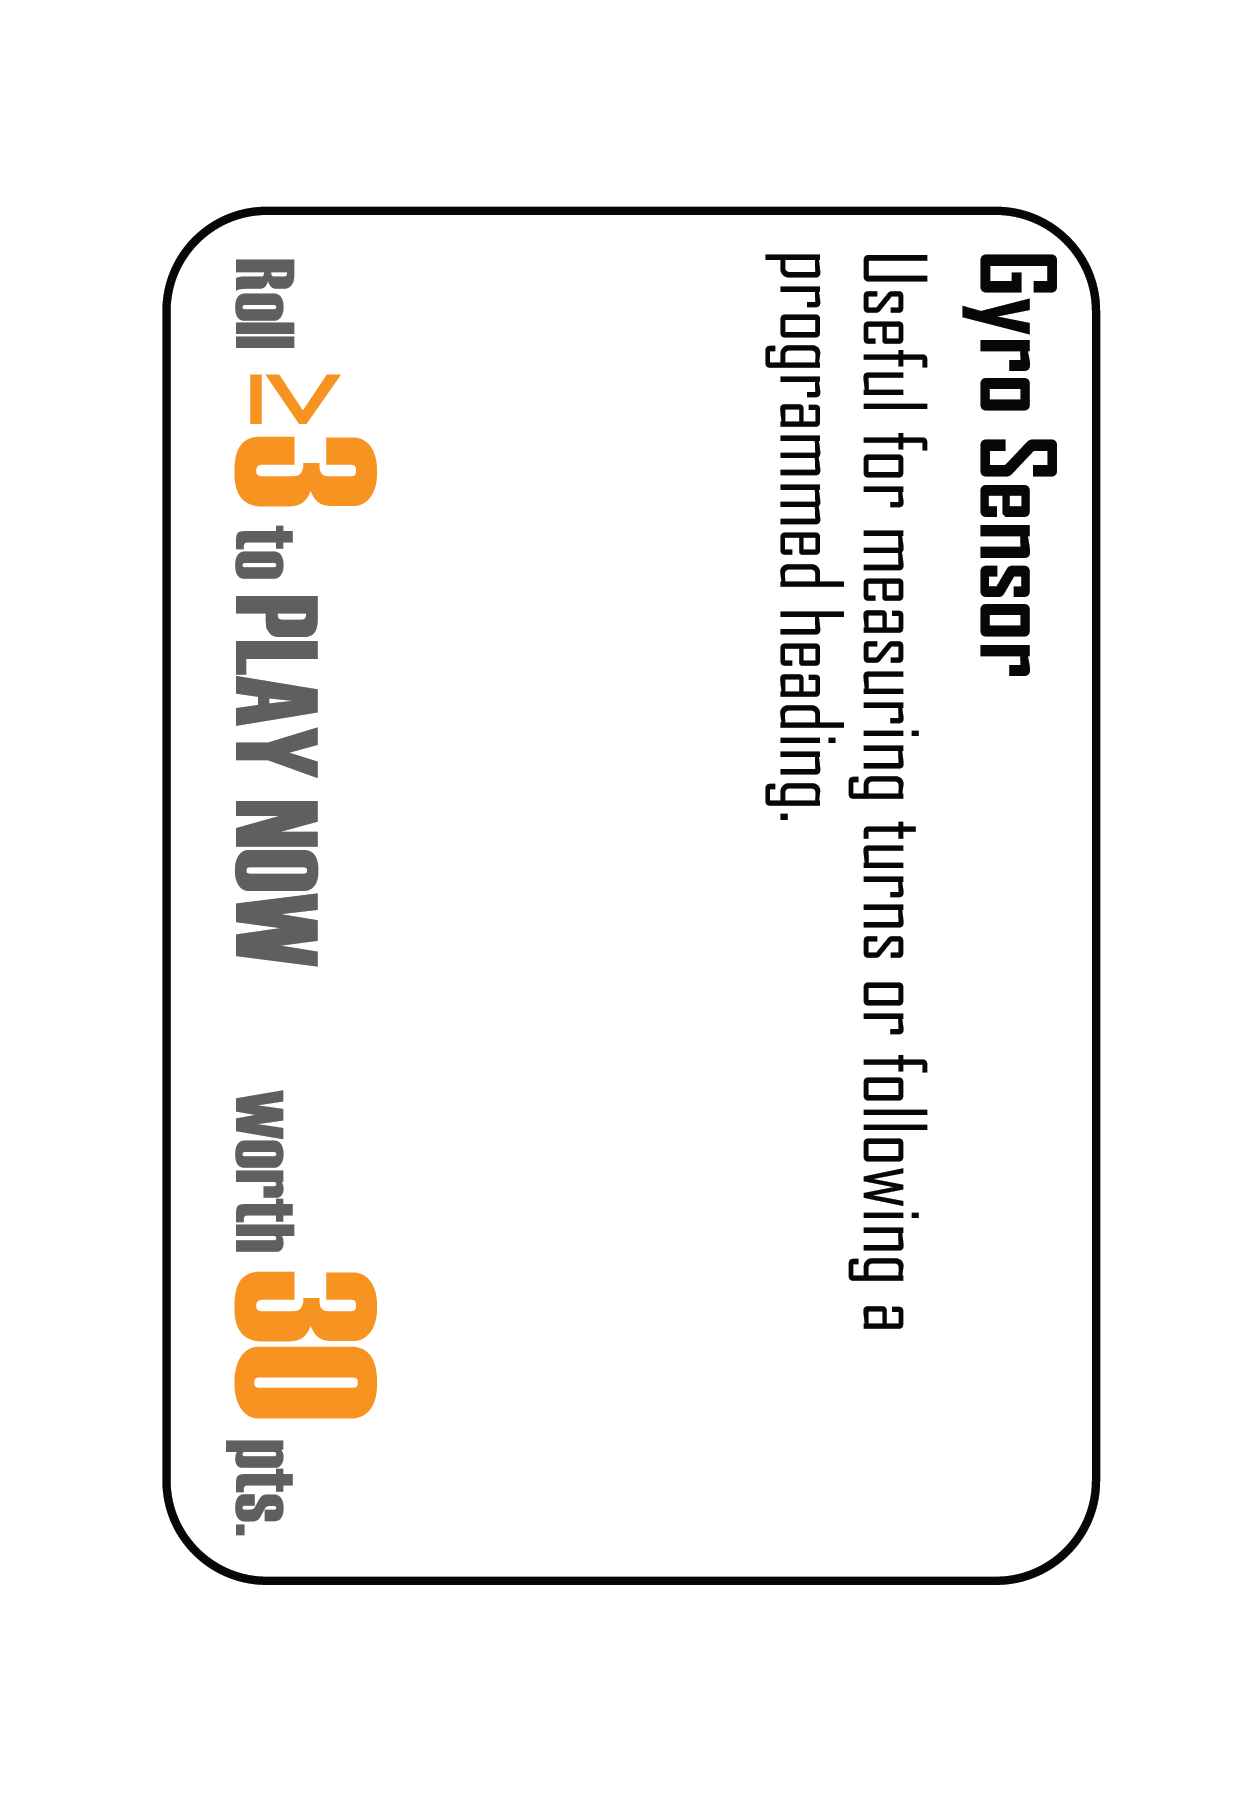 Gyro Sensor
Useful for measuring turns or following a
programmed heading.
Roll ≥3 to PLAY NOW worth 30 pts.